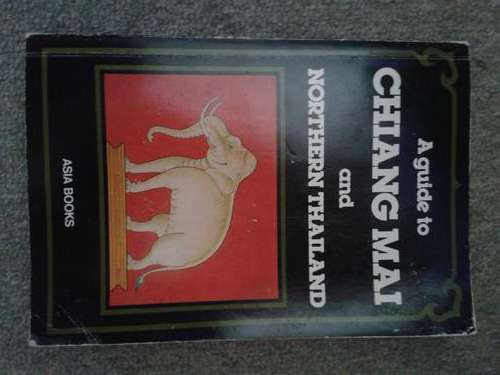 A guide to
CHIANG MAI
and
NORTHERN THAILAND
ASIA BOOKS